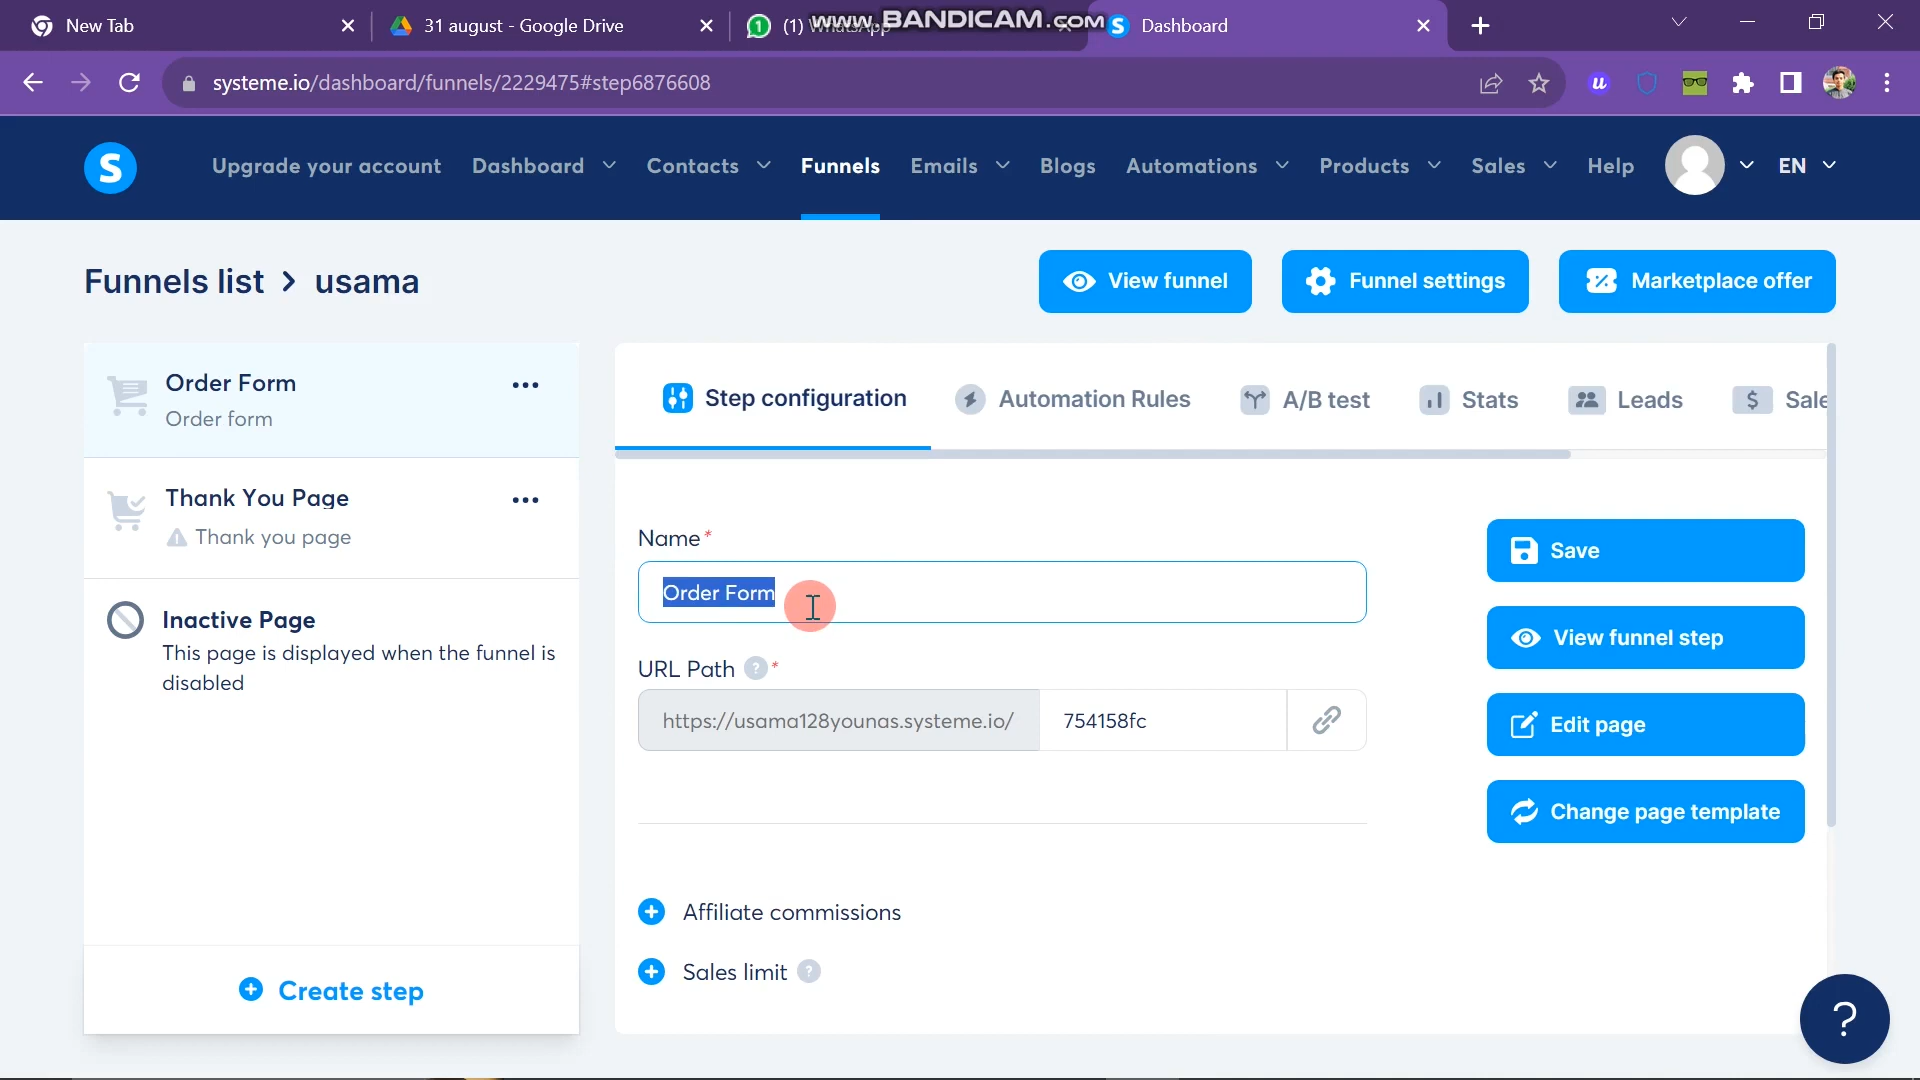 New Tab
31 august - Google Drive
(1) WhatsApp
www.BANDICAM.com
Dashboard
systeme.io/dashboard/funnels/2229475#step6876608
Upgrade your account
Dashboard
Contacts
Funnels
Emails
Blogs
Automations
Products
Sales
Help
EN
Funnels list > usama
View funnel
Funnel settings
Marketplace offer
Order Form
Order form
Thank You Page
Thank you page
Inactive Page
This page is displayed when the funnel is
disabled
Create step
Step configuration
Automation Rules
A/B test
Stats
Leads
Sale
Name*
Order Form
URL Path ? *
https://usama128younas.systeme.io/
754158fc
Affiliate commissions
Sales limit ?
Save
View funnel step
Edit page
Change page template
?